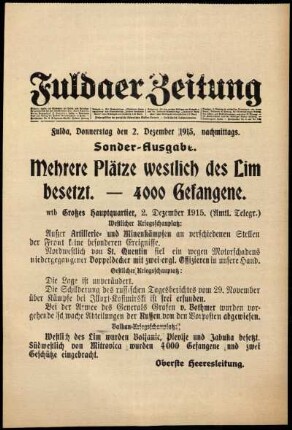 Fuldaer Zeitung
Fulda, Donnerstag den 2. Dezember 1915, nachmittags.
Sonder-Ausgabe.
Mehrere Plätze westlich des Lim
besetzt. — 4000 Gefangene.
wtb Großes Hauptquartier, 2. Dezember 1915. (Amtl. Telegr.)
Westlicher Kriegsschauplatz:
Außer Artillerie- und Minenkämpfen an verschiedenen Stellen
der Front keine besonderen Ereignisse.
Nordwestlich von St. Quentin fiel ein wegen Motorschadens
niedergegangener Doppeldecker mit zwei engl. Offizieren in unsere Hand.
Oestlicher Kriegsschauplatz:
Die Lage ist unverändert.
Die Schilderung des russischen Tagesberichts vom 29. November
über Kämpfe bei Illuxt-Kasimirsk ist frei erfunden.
Bei der Armee des Generals Grafen v. Bothmer wurden vorgehende
schwache Abteilungen der Russen von den Vorposten abgewiesen.
Balkan-Kriegsschauplatz:
Westlich des Lim wurden Boljanic, Plevlje und Jabuka besetzt.
Südwestlich von Mitrovica wurden 4000 Gefangene und zwei
Geschütze eingebracht.
Oberste Heeresleitung.